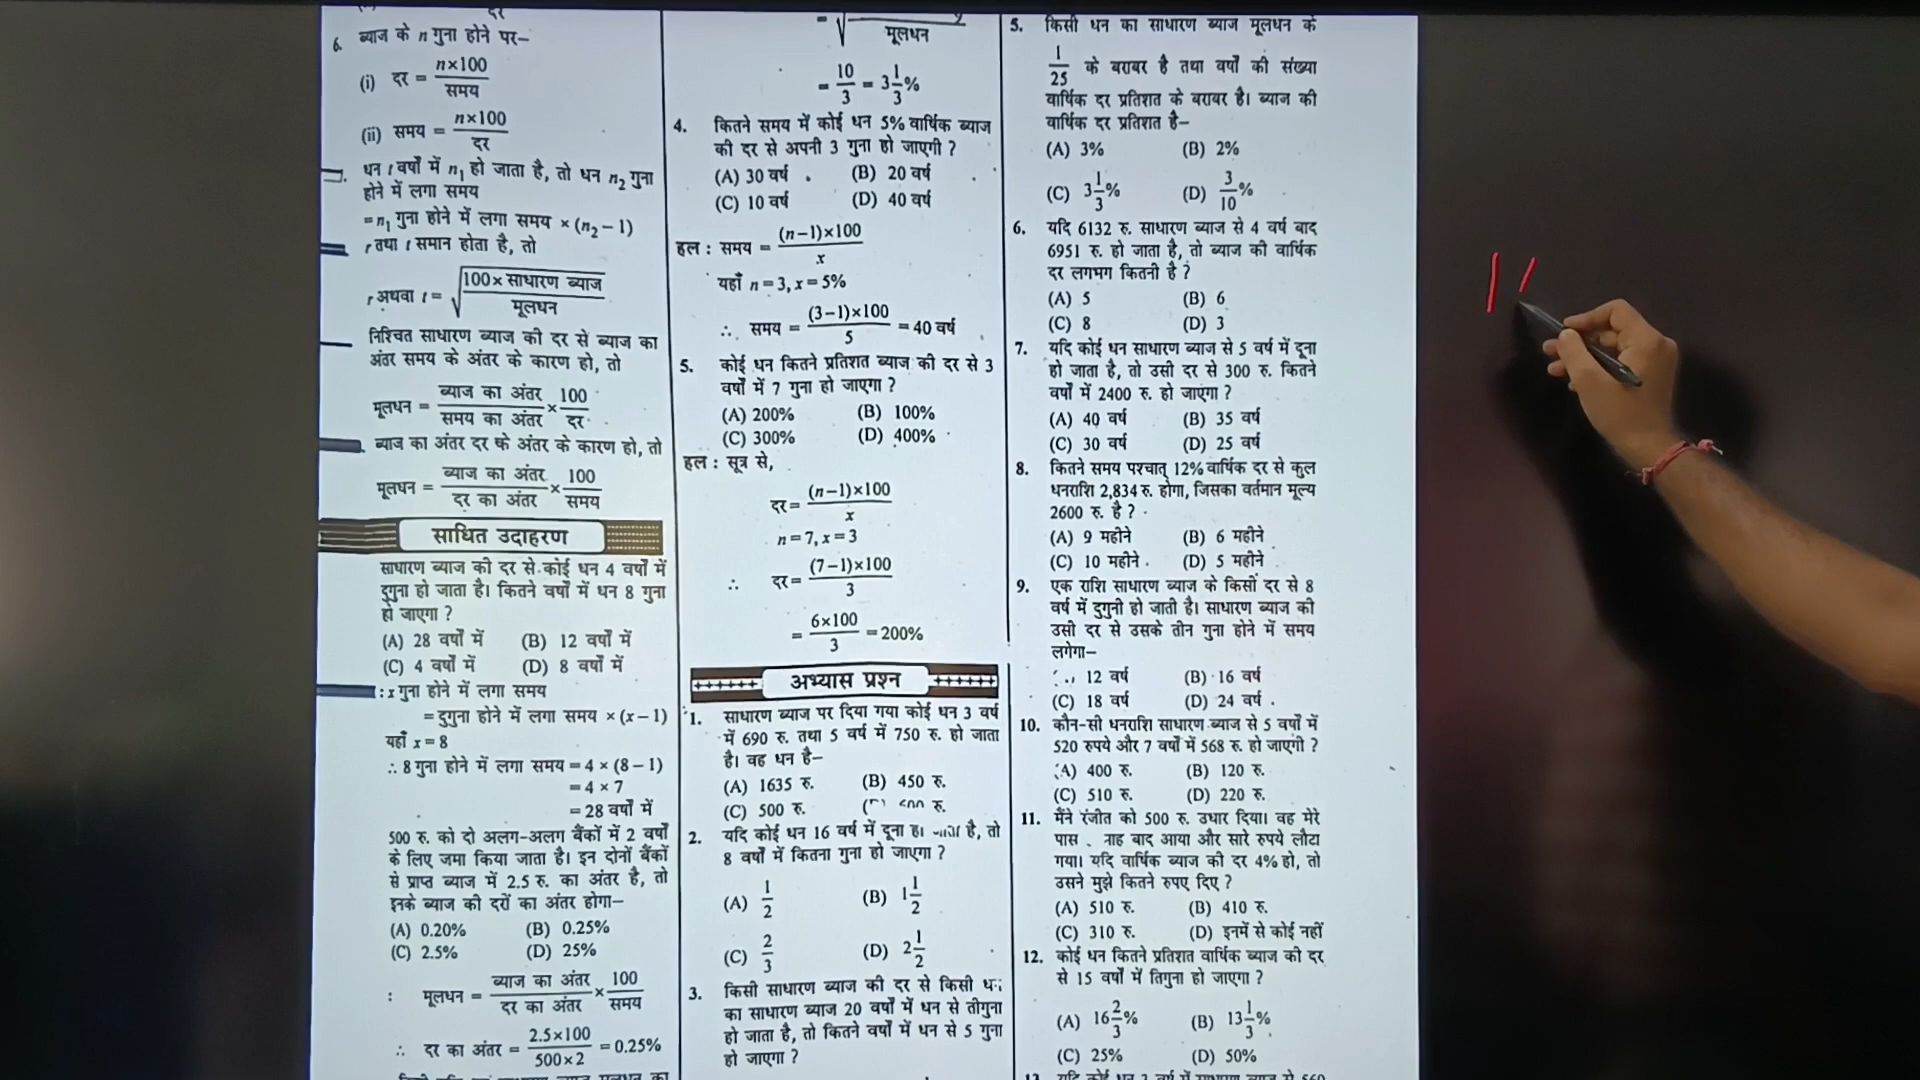 6. ब्याज के n गुना होने पर–
(i) दर = n×100 / समय
(ii) समय = n×100 / दर
धन t वर्षों में n₁ हो जाता है, तो धन n₂ गुना
होने में लगा समय
= n₁ गुना होने में लगा समय × (n₂ – 1)
r तथा t समान होता है, तो
r अथवा t = √(100× साधारण ब्याज / मूलधन)
निश्चित साधारण ब्याज की दर से ब्याज का
अंतर समय के अंतर के कारण हो, तो
मूलधन = ब्याज का अंतर / समय का अंतर × 100 / दर
ब्याज का अंतर दर के अंतर के कारण हो, तो
मूलधन = ब्याज का अंतर / दर का अंतर × 100 / समय
साधित उदाहरण
साधारण ब्याज की दर से कोई धन 4 वर्षों में
दुगुना हो जाता है। कितने वर्षों में धन 8 गुना
हो जाएगा ?
(A) 28 वर्षों में (B) 12 वर्षों में
(C) 4 वर्षों में (D) 8 वर्षों में
: x गुना होने में लगा समय
= दुगुना होने में लगा समय × (x – 1)
यहाँ x = 8
∴ 8 गुना होने में लगा समय = 4 × (8 – 1)
= 4 × 7
= 28 वर्षों में
500 रु. को दो अलग-अलग बैंकों में 2 वर्षों
के लिए जमा किया जाता है। इन दोनों बैंकों
से प्राप्त ब्याज में 2.5 रु. का अंतर है, तो
इनके ब्याज की दरों का अंतर होगा–
(A) 0.20% (B) 0.25%
(C) 2.5% (D) 25%
: मूलधन = ब्याज का अंतर / दर का अंतर × 100 / समय
∴ दर का अंतर = 2.5×100 / 500×2 = 0.25%
मूलधन
= 10/3 = 3 1/3%
4. कितने समय में कोई धन 5% वार्षिक ब्याज
की दर से अपनी 3 गुना हो जाएगी ?
(A) 30 वर्ष (B) 20 वर्ष
(C) 10 वर्ष (D) 40 वर्ष
हल : समय = (n–1)×100 / x
यहाँ n = 3, x = 5%
∴ समय = (3–1)×100 / 5 = 40 वर्ष
5. कोई धन कितने प्रतिशत ब्याज की दर से 3
वर्षों में 7 गुना हो जाएगा ?
(A) 200% (B) 100%
(C) 300% (D) 400%
हल : सूत्र से,
दर = (n–1)×100 / x
n = 7, x = 3
∴ दर = (7–1)×100 / 3
= 6×100 / 3 = 200%
अभ्यास प्रश्न
1. साधारण ब्याज पर दिया गया कोई धन 3 वर्ष
में 690 रु. तथा 5 वर्ष में 750 रु. हो जाता
है। वह धन है–
(A) 1635 रु. (B) 450 रु.
(C) 500 रु. रु.
2. यदि कोई धन 16 वर्ष में दूना है, तो
8 वर्षों में कितना गुना हो जाएगा ?
(A) 1/2 (B) 1 1/2
(C) 2/3 (D) 2 1/2
3. किसी साधारण ब्याज की दर से किसी
का साधारण ब्याज 20 वर्षों में धन से तीगुना
हो जाता है, तो कितने वर्षों में धन से 5 गुना
हो जाएगा ?
5. किसी धन का साधारण ब्याज मूलधन के
1/25 के बराबर है तथा वर्षों की संख्या
वार्षिक दर प्रतिशत के बराबर है। ब्याज की
वार्षिक दर प्रतिशत है–
(A) 3% (B) 2%
(C) 3 1/3% (D) 3/10%
6. यदि 6132 रु. साधारण ब्याज से 4 वर्ष बाद
6951 रु. हो जाता है, तो ब्याज की वार्षिक
दर लगभग कितनी है ?
(A) 5 (B) 6
(C) 8 (D) 3
7. यदि कोई धन साधारण ब्याज से 5 वर्ष में दूना
हो जाता है, तो उसी दर से 300 रु. कितने
वर्षों में 2400 रु. हो जाएगा ?
(A) 40 वर्ष (B) 35 वर्ष
(C) 30 वर्ष (D) 25 वर्ष
8. कितने समय पश्चात् 12% वार्षिक दर से कुल
धनराशि 2,834 रु. होगा, जिसका वर्तमान मूल्य
2600 रु. है ?
(A) 9 महीने (B) 6 महीने
(C) 10 महीने (D) 5 महीने
9. एक राशि साधारण ब्याज के किसी दर से 8
वर्ष में दुगुनी हो जाती है। साधारण ब्याज की
उसी दर से उसके तीन गुना होने में समय
लगेगा–
12 वर्ष (B) 16 वर्ष
(C) 18 वर्ष (D) 24 वर्ष
10. कौन-सी धनराशि साधारण ब्याज से 5 वर्षों में
520 रुपये और 7 वर्षों में 568 रु. हो जाएगी ?
(A) 400 रु. (B) 120 रु.
(C) 510 रु. (D) 220 रु.
11. मैंने रंजीत को 500 रु. उधार दिया। वह मेरे
पास बाद आया और सारे रुपये लौटा
गया। यदि वार्षिक ब्याज की दर 4% हो, तो
उसने मुझे कितने रुपए दिए ?
(A) 510 रु. (B) 410 रु.
(C) 310 रु. (D) इनमें से कोई नहीं
12. कोई धन कितने प्रतिशत वार्षिक ब्याज की दर
से 15 वर्षों में तिगुना हो जाएगा ?
(A) 16 2/3% (B) 13 1/3%
(C) 25% (D) 50%